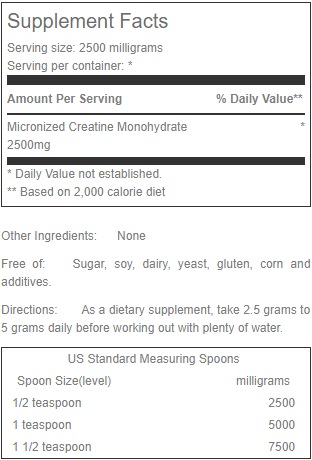 Supplement Facts
Serving size: 2500 milligrams
Serving per container: *
Amount Per Serving % Daily Value**
Micronized Creatine Monohydrate *
2500mg
* Daily Value not established.
** Based on 2,000 calorie diet
Other Ingredients: None
Free of: Sugar, soy, dairy, yeast, gluten, corn and
additives.
Directions: As a dietary supplement, take 2.5 grams to
5 grams daily before working out with plenty of water.
US Standard Measuring Spoons
Spoon Size(level) milligrams
1/2 teaspoon 2500
1 teaspoon 5000
1 1/2 teaspoon 7500